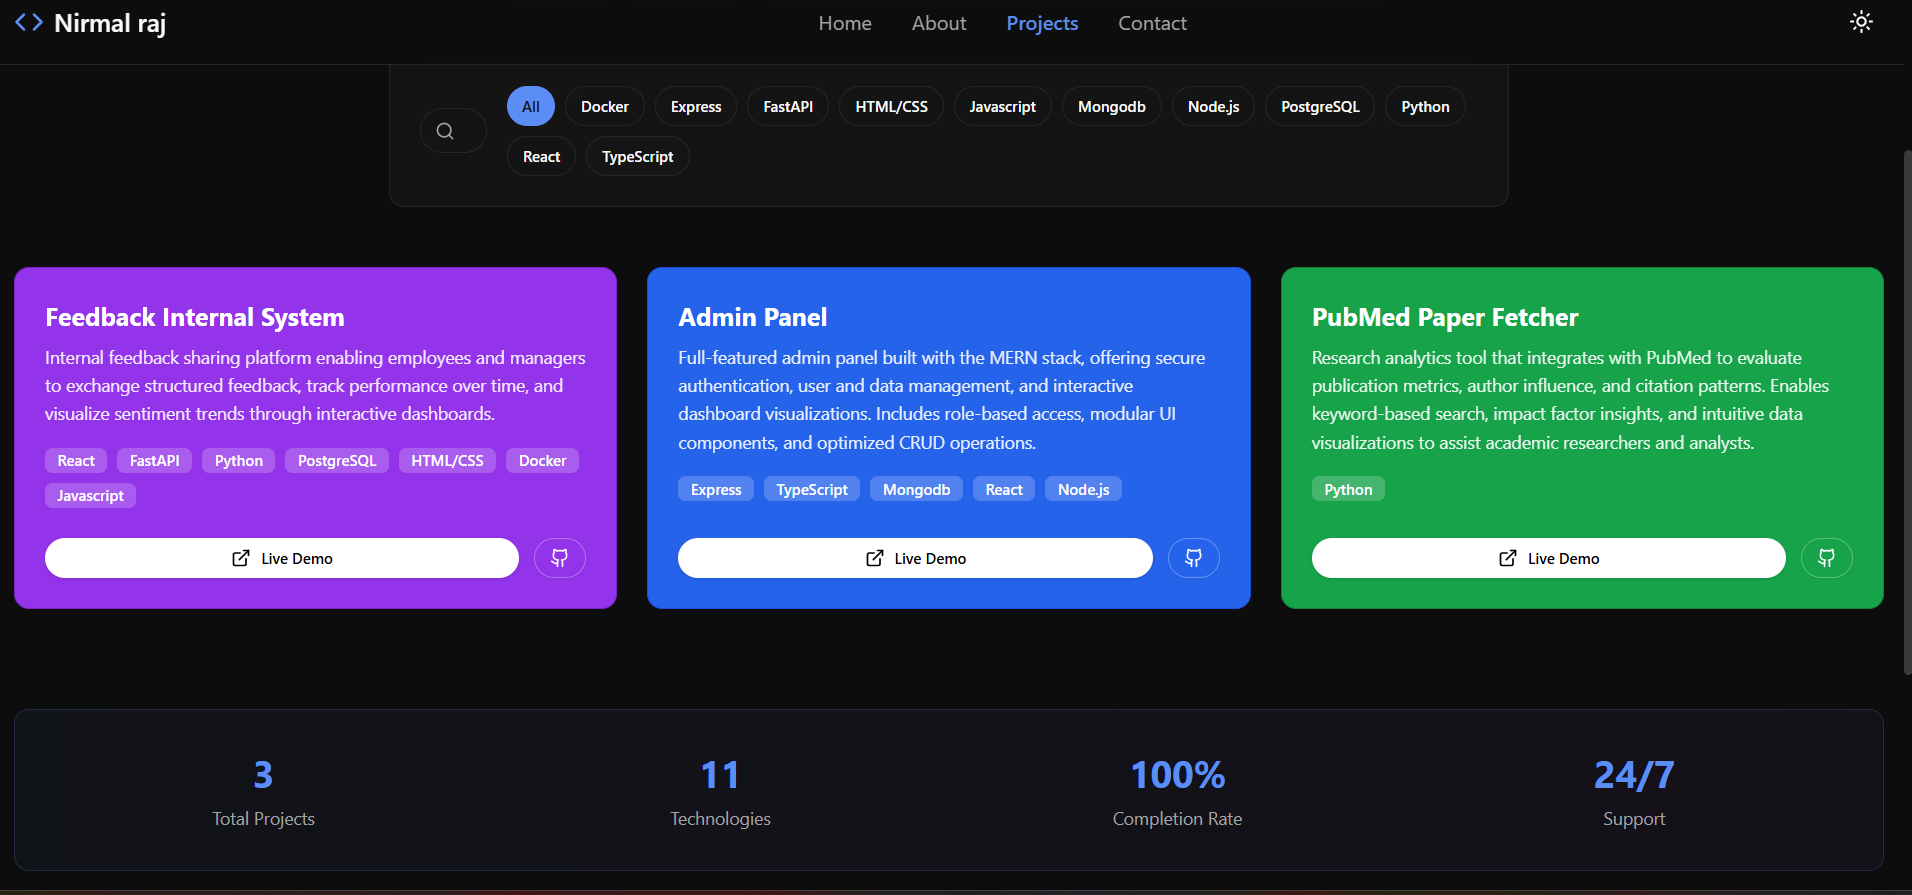 Nirmal raj
Home About Projects Contact
All Docker Express FastAPI HTML/CSS Javascript Mongodb Node.js PostgreSQL Python
React TypeScript
Feedback Internal System
Internal feedback sharing platform enabling employees and managers
to exchange structured feedback, track performance over time, and
visualize sentiment trends through interactive dashboards.
React FastAPI Python PostgreSQL HTML/CSS Docker
Javascript
Live Demo
Admin Panel
Full-featured admin panel built with the MERN stack, offering secure
authentication, user and data management, and interactive
dashboard visualizations. Includes role-based access, modular UI
components, and optimized CRUD operations.
Express TypeScript Mongodb React Node.js
Live Demo
PubMed Paper Fetcher
Research analytics tool that integrates with PubMed to evaluate
publication metrics, author influence, and citation patterns. Enables
keyword-based search, impact factor insights, and intuitive data
visualizations to assist academic researchers and analysts.
Python
Live Demo
3
Total Projects
11
Technologies
100%
Completion Rate
24/7
Support